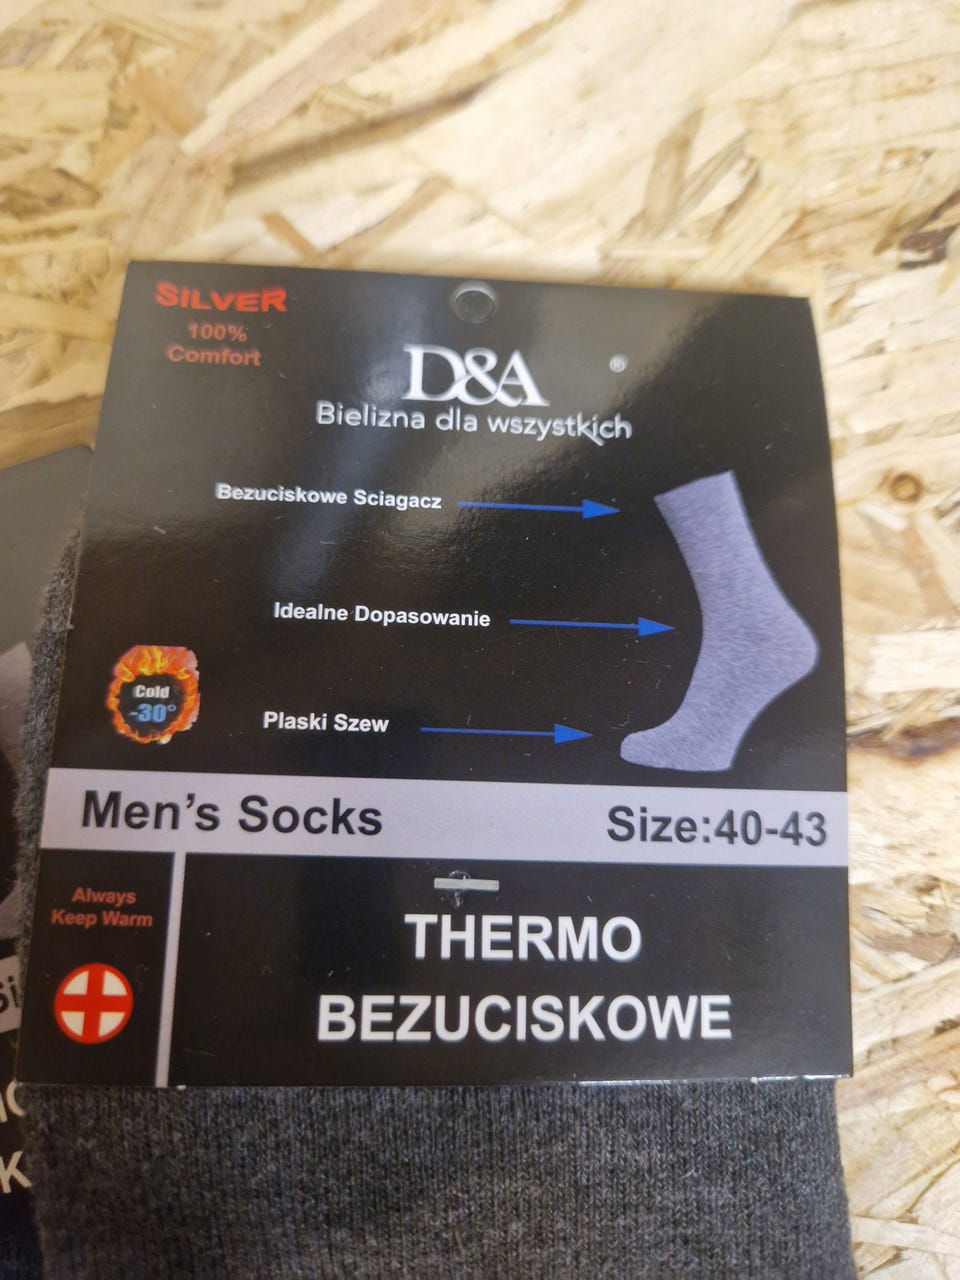 SILVER
100%
Comfort
D&A ®
Bielizna dla wszystkich
Bezuciskowe Sciagacz
Idealne Dopasowanie
Cold
-30°
Plaski Szew
Men's Socks
Size:40-43
Always
Keep Warm
THERMO
BEZUCISKOWE